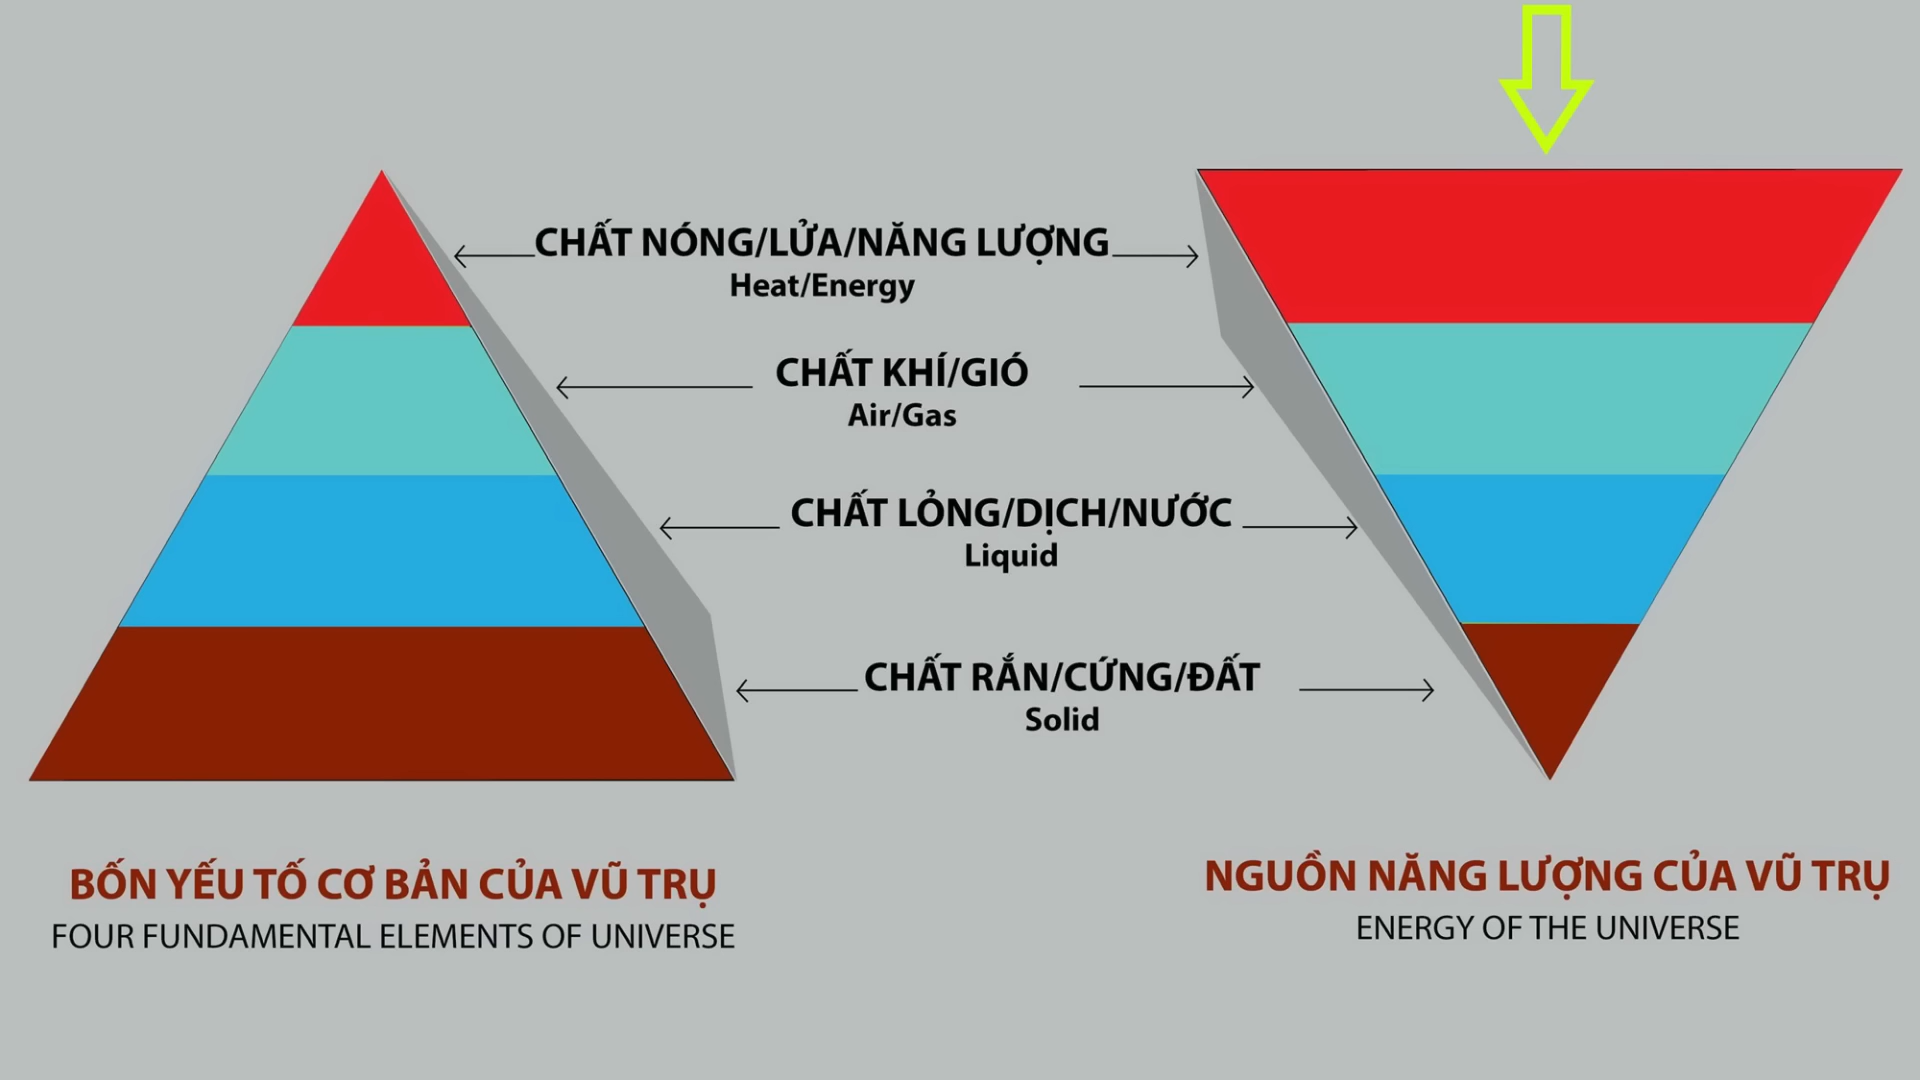 CHẤT NÓNG/LỬA/NĂNG LƯỢNG
Heat/Energy
CHẤT KHÍ/GIÓ
Air/Gas
CHẤT LỎNG/DỊCH/NƯỚC
Liquid
CHẤT RẮN/CỨNG/ĐẤT
Solid
BỐN YẾU TỐ CƠ BẢN CỦA VŨ TRỤ
FOUR FUNDAMENTAL ELEMENTS OF UNIVERSE
NGUỒN NĂNG LƯỢNG CỦA VŨ TRỤ
ENERGY OF THE UNIVERSE